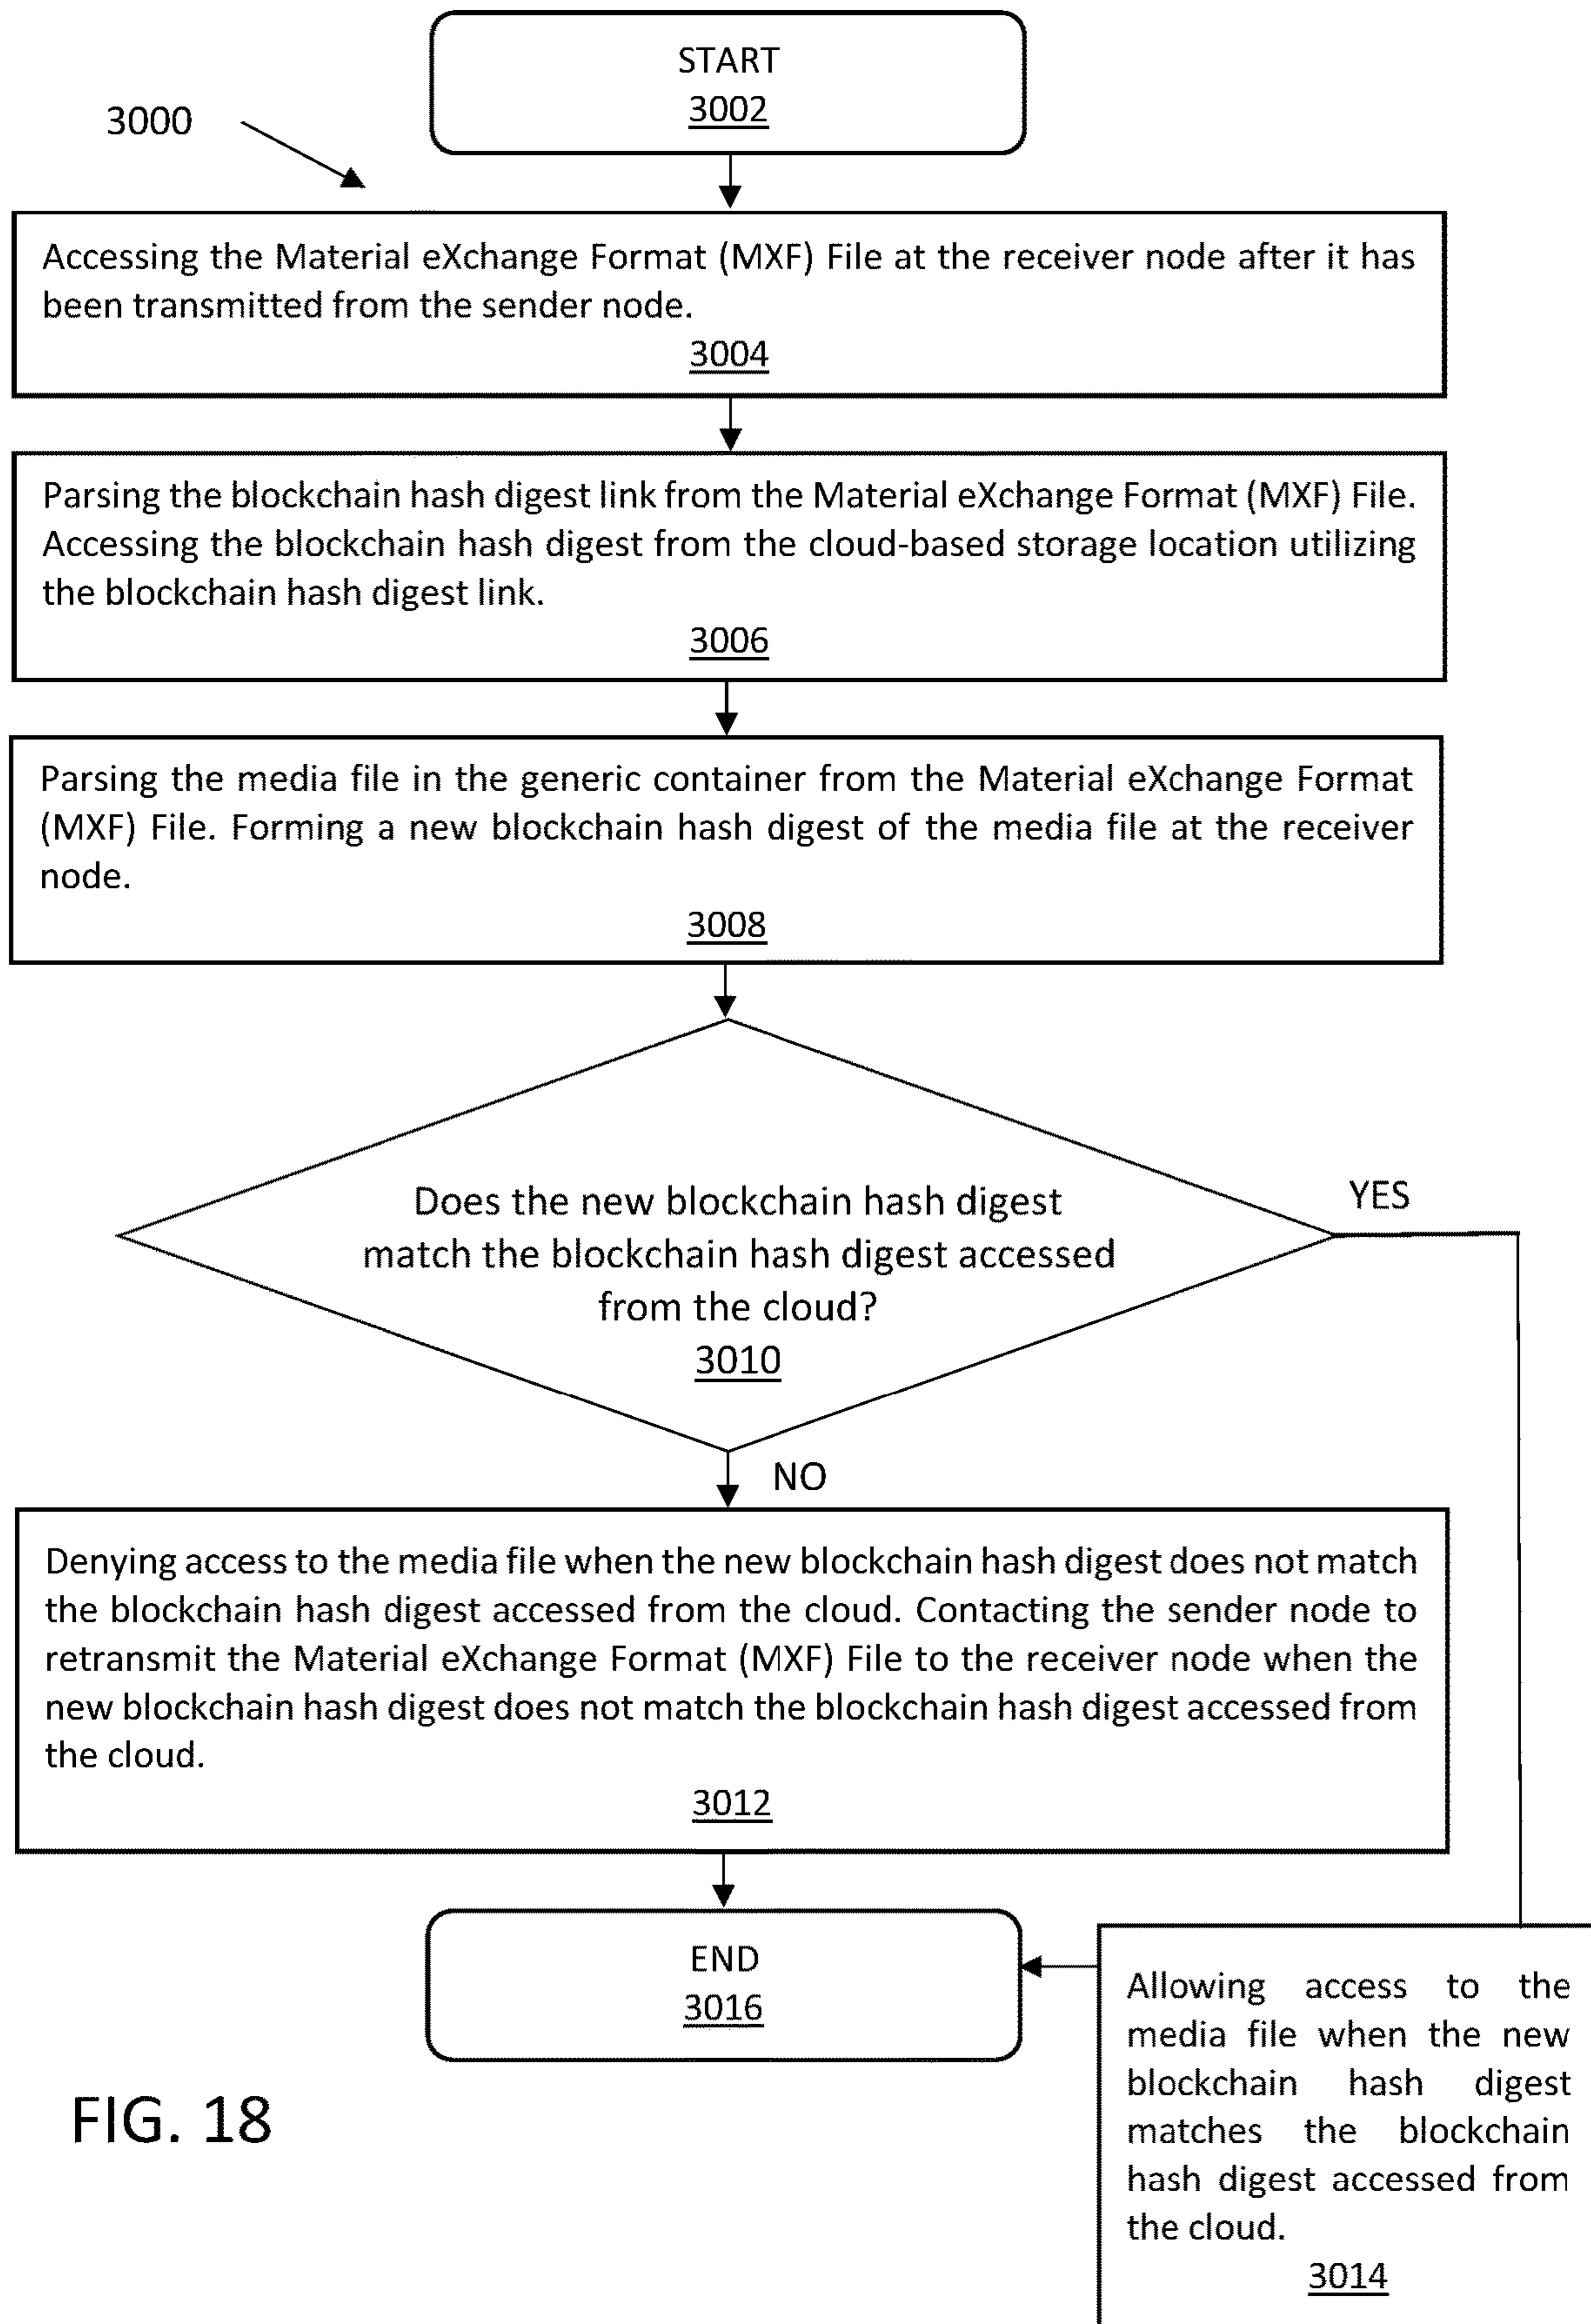 START
3002
3000
Accessing the Material eXchange Format (MXF) File at the receiver node after it has
been transmitted from the sender node.
3004
Parsing the blockchain hash digest link from the Material eXchange Format (MXF) File.
Accessing the blockchain hash digest from the cloud-based storage location utilizing
the blockchain hash digest link.
3006
Parsing the media file in the generic container from the Material eXchange Format
(MXF) File. Forming a new blockchain hash digest of the media file at the receiver
node.
3008
Does the new blockchain hash digest
match the blockchain hash digest accessed
from the cloud?
3010
YES
NO
Denying access to the media file when the new blockchain hash digest does not match
the blockchain hash digest accessed from the cloud. Contacting the sender node to
retransmit the Material eXchange Format (MXF) File to the receiver node when the
new blockchain hash digest does not match the blockchain hash digest accessed from
the cloud.
3012
END
3016
Allowing access to the
media file when the new
blockchain hash digest
matches the blockchain
hash digest accessed from
the cloud.
3014
FIG. 18